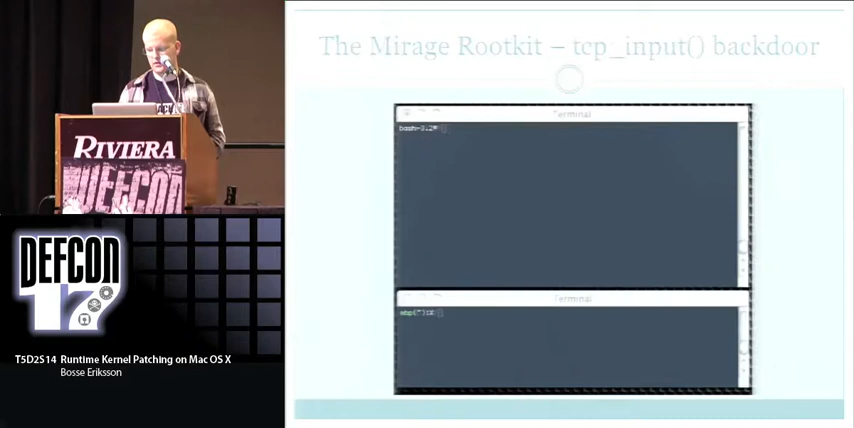 The Mirage Rootkit – tcp_input() backdoor
Terminal
bash-3.2#
Terminal
RIVIERA
DEFCON
DEFCON
17
T5D2S14 Runtime Kernel Patching on Mac OS X
Bosse Eriksson